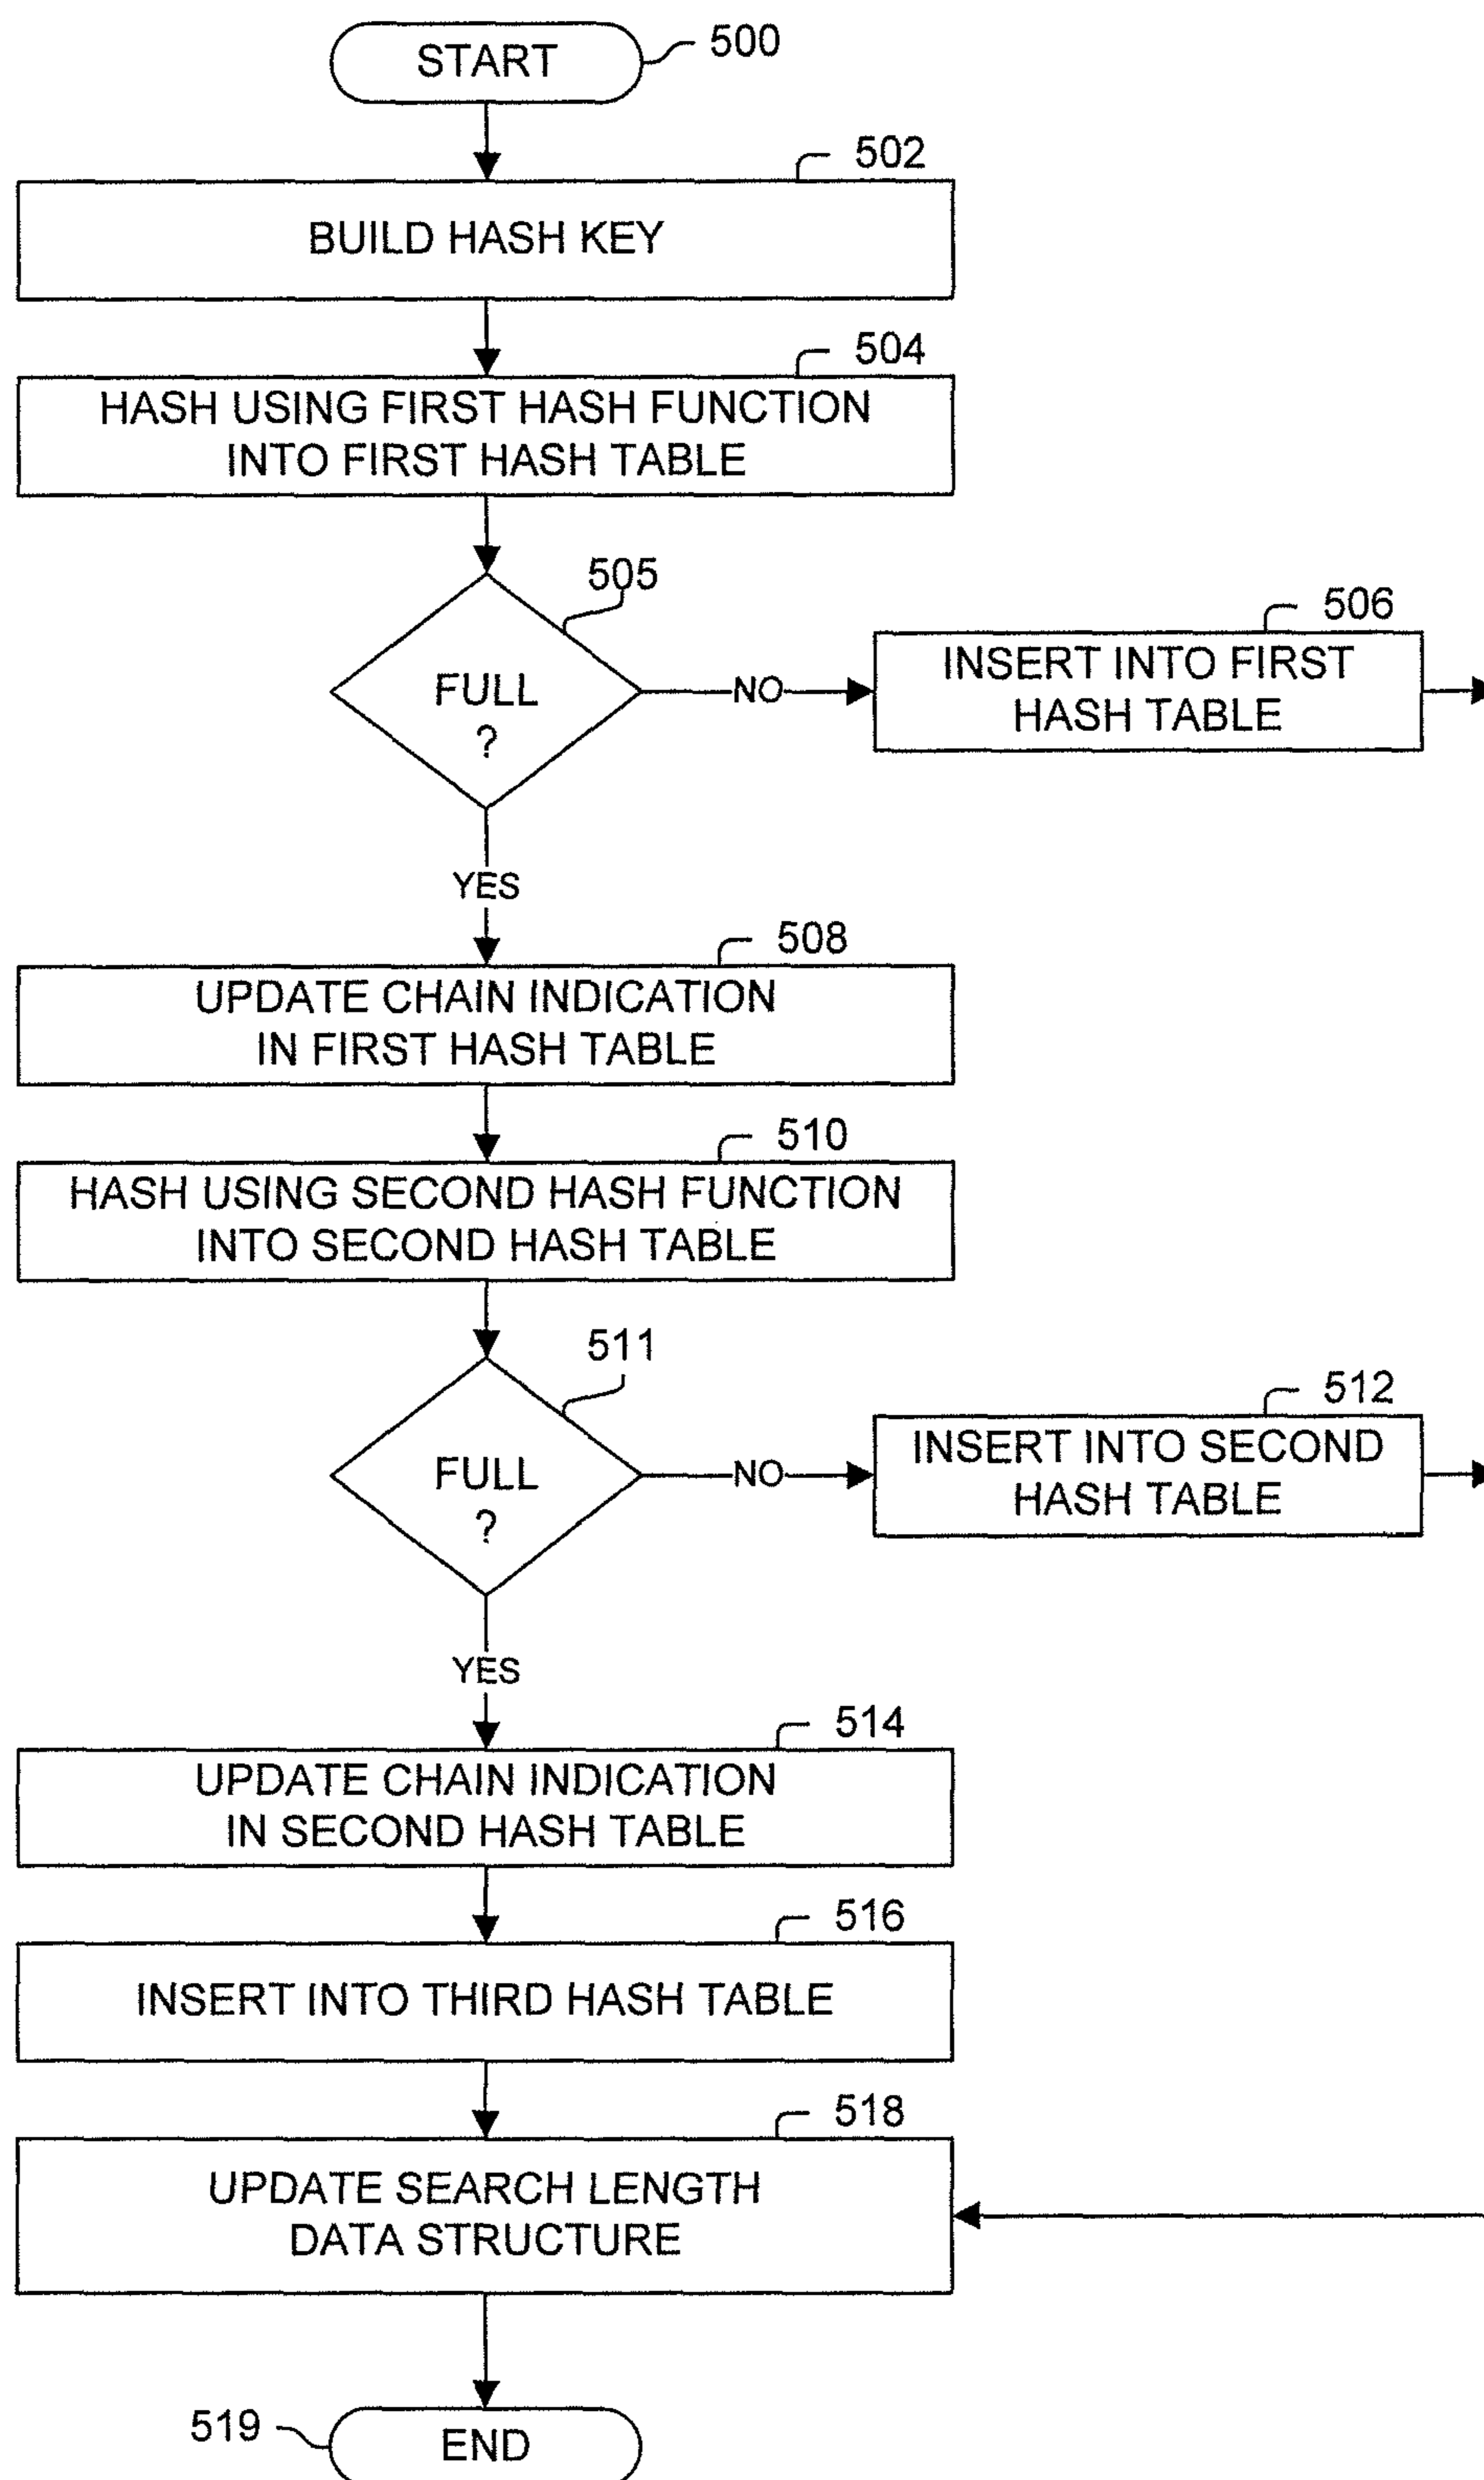 START
500
502
BUILD HASH KEY
504
HASH USING FIRST HASH FUNCTION
INTO FIRST HASH TABLE
505
FULL
?
NO
506
INSERT INTO FIRST
HASH TABLE
YES
508
UPDATE CHAIN INDICATION
IN FIRST HASH TABLE
510
HASH USING SECOND HASH FUNCTION
INTO SECOND HASH TABLE
511
FULL
?
NO
512
INSERT INTO SECOND
HASH TABLE
YES
514
UPDATE CHAIN INDICATION
IN SECOND HASH TABLE
516
INSERT INTO THIRD HASH TABLE
518
UPDATE SEARCH LENGTH
DATA STRUCTURE
519
END